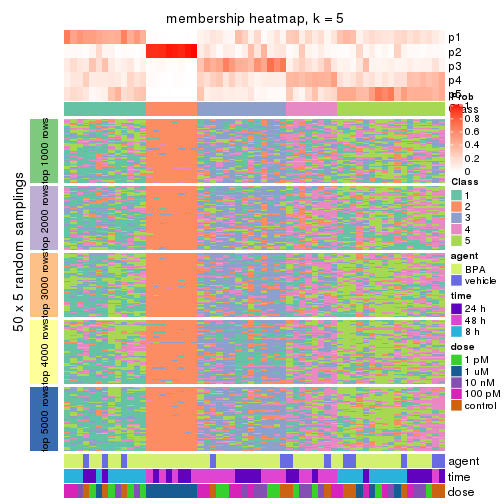 membership heatmap, k = 5
p1
p2
p3
p4
p5
Prob
1
0.8
0.6
0.4
0.2
0
Class
Class
1
2
3
4
5
agent
BPA
vehicle
time
24 h
48 h
8 h
dose
1 pM
1 uM
10 nM
100 pM
control
50 x 5 random samplings
top 1000 rows
top 2000 rows
top 3000 rows
top 4000 rows
top 5000 rows
agent
time
dose